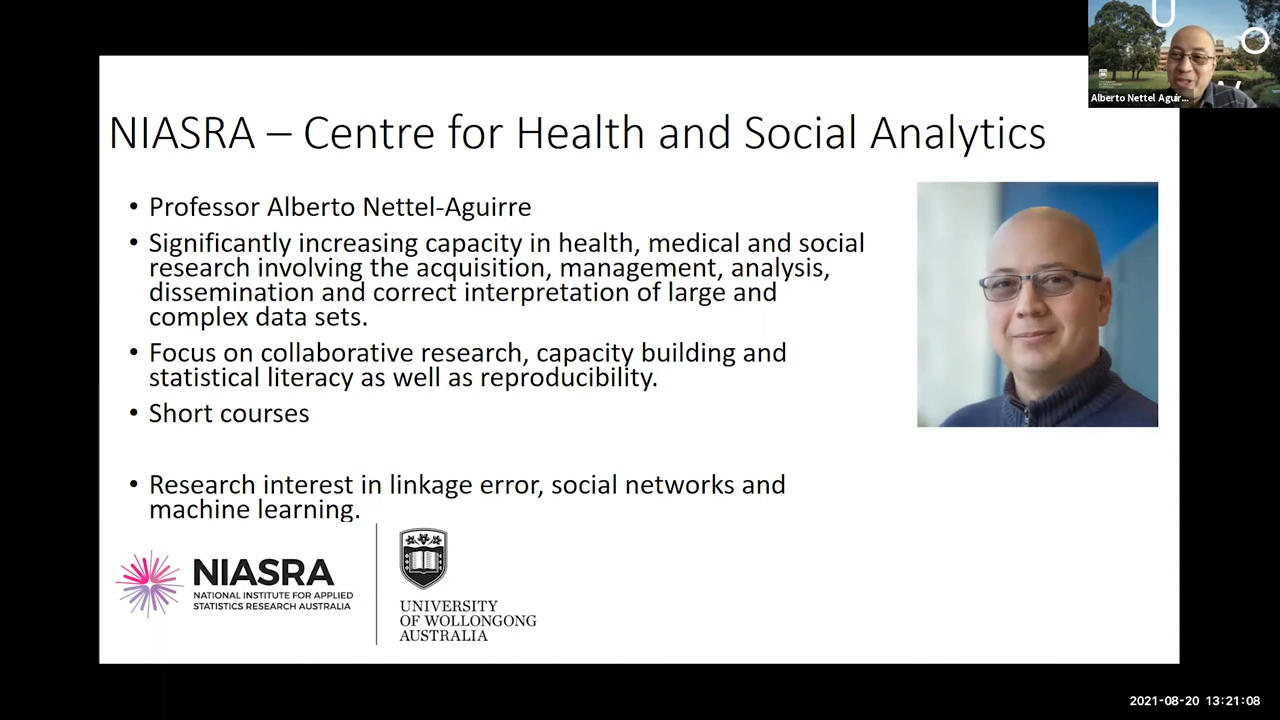 Alberto Nettel Aguir...
NIASRA – Centre for Health and Social Analytics
• Professor Alberto Nettel-Aguirre
• Significantly increasing capacity in health, medical and social
research involving the acquisition, management, analysis,
dissemination and correct interpretation of large and
complex data sets.
• Focus on collaborative research, capacity building and
statistical literacy as well as reproducibility.
• Short courses
• Research interest in linkage error, social networks and
machine learning.
NIASRA
NATIONAL INSTITUTE FOR APPLIED
STATISTICS RESEARCH AUSTRALIA
UNIVERSITY
OF WOLLONGONG
AUSTRALIA
2021-08-20 13:21:08